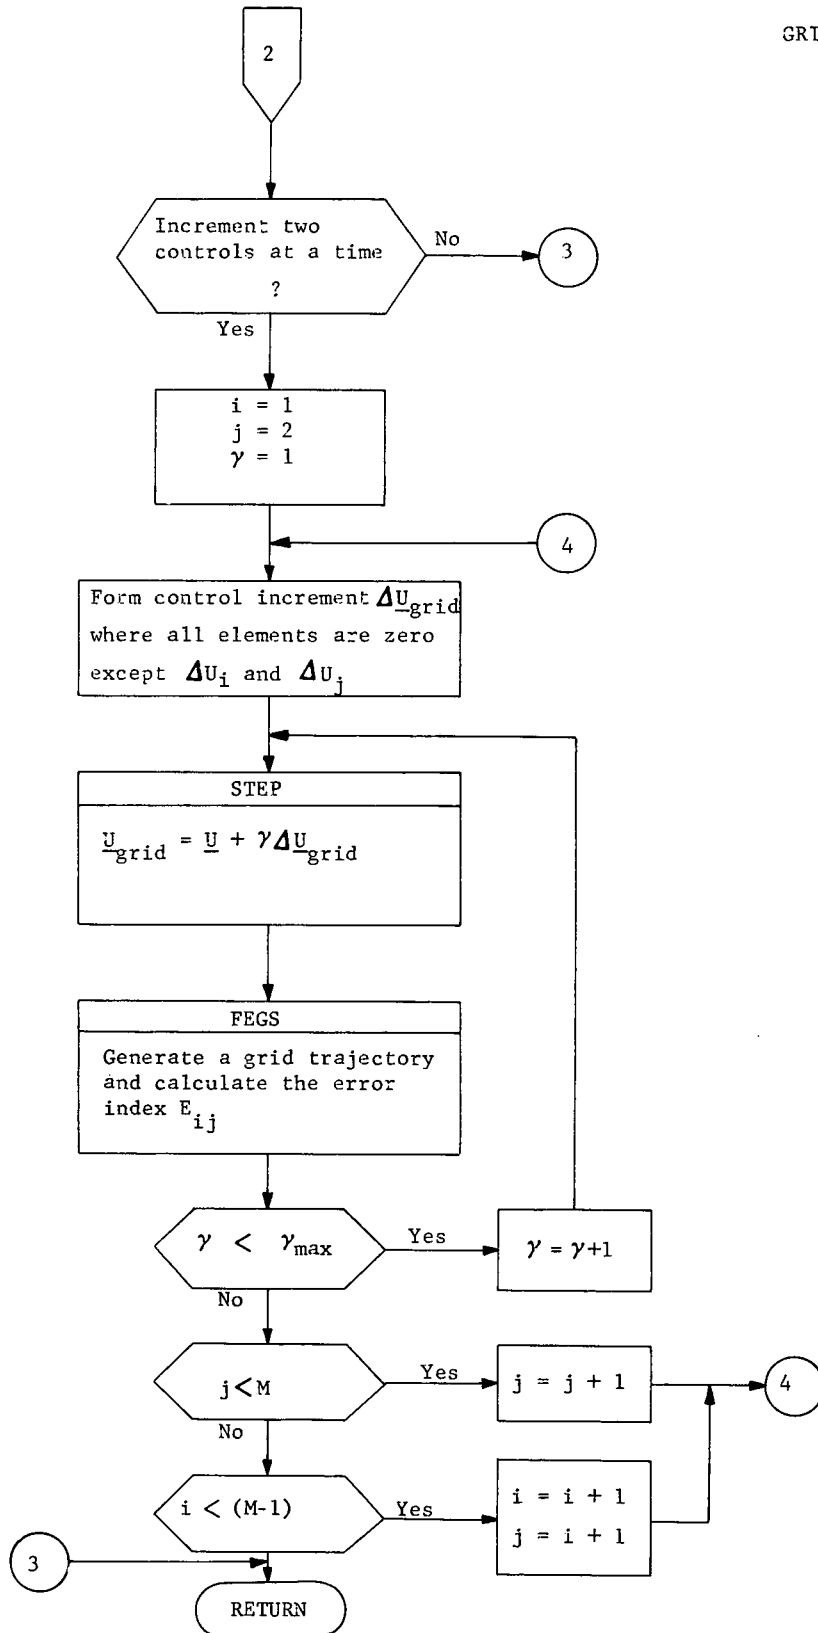 GRI
2
Increment two
controls at a time
?
No
3
Yes
i = 1
j = 2
γ = 1
4
Form control increment ΔU_grid
where all elements are zero
except ΔU_i and ΔU_j
STEP
U_grid = U + γΔU_grid
FEGS
Generate a grid trajectory
and calculate the error
index E_ij
γ < γ_max
Yes
γ = γ+1
No
j<M
Yes
j = j + 1
4
No
i < (M-1)
Yes
i = i + 1
j = i + 1
3
RETURN